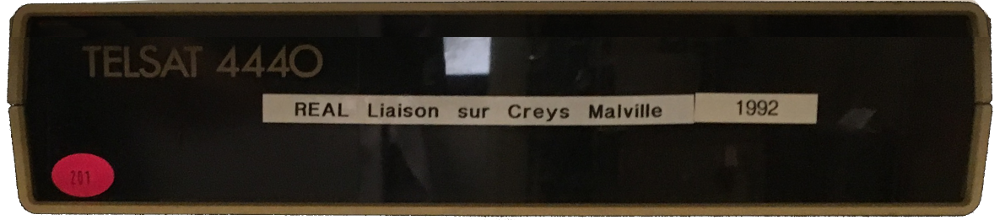 TELSAT 4440
REAL Liaison sur Creys Malville 1992
201